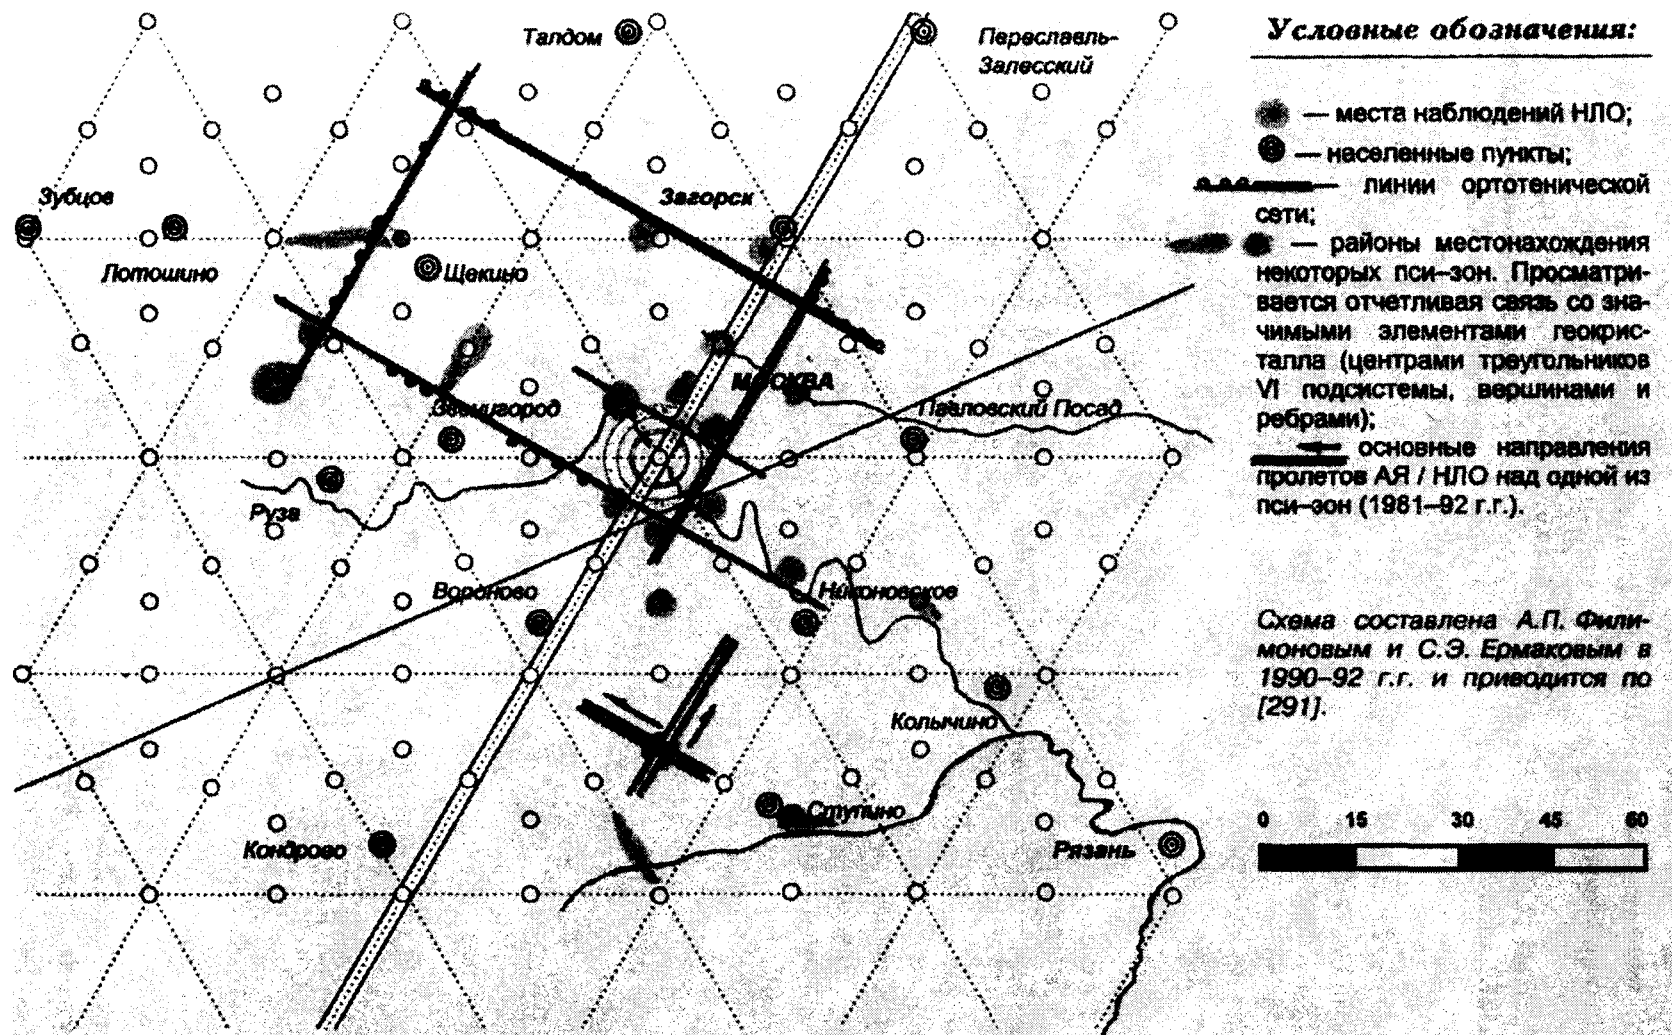 Талдом
Переславль-
Залесский
Зубцов
Загорск
Лотошино
Щекино
МОСКВА
Звенигород
Павловский Посад
Руза
Вороново
Никоновское
Колычино
Ступино
Кондрово
Рязань
Условные обозначения:
— места наблюдений НЛО;
— населенные пункты;
— линии ортотенической
сети;
— районы местонахождения
некоторых пси-зон. Просматри-
вается отчетливая связь со зна-
чимыми элементами геокрис-
талла (центрами треугольников
VI подсистемы, вершинами и
ребрами);
основные направления
пролетов АЯ / НЛО над одной из
пси-зон (1981-92 г.г.).
Схема составлена А.П. Фили-
моновым и С.Э. Ермаковым в
1990-92 г.г. и приводится по
[291].
0 15 30 45 60